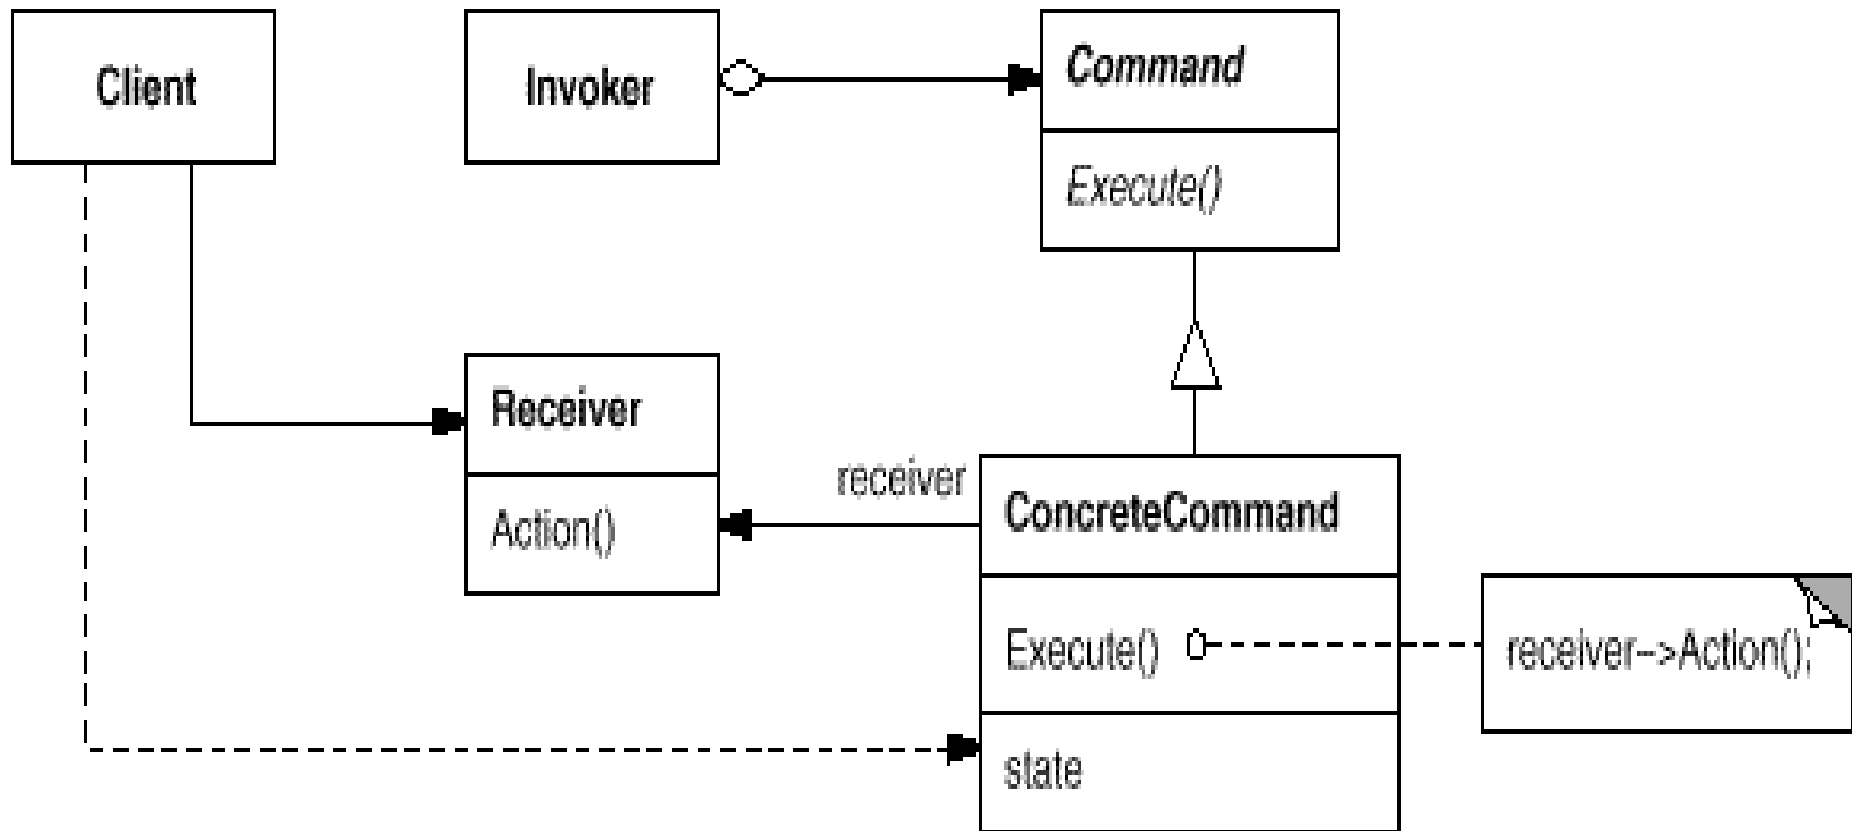 Client
Invoker
Command
Execute()
Receiver
Action()
receiver
ConcreteCommand
Execute()
receiver-->Action();
state